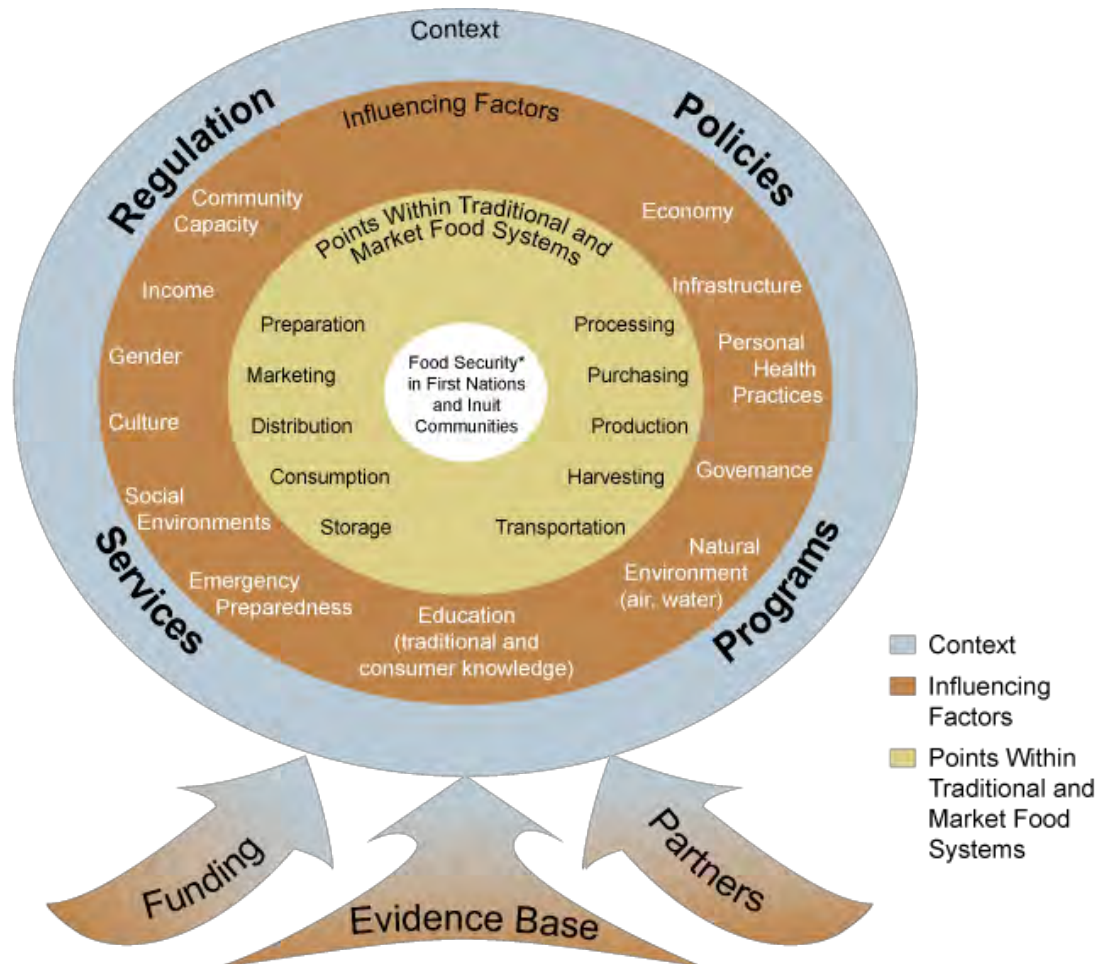 Context
Regulation
Policies
Influencing Factors
Community
Capacity
Income
Gender
Culture
Social
Environments
Emergency
Preparedness
Education
(traditional and
consumer knowledge)
Economy
Infrastructure
Personal
Health
Practices
Governance
Natural
Environment
(air, water)
Points Within Traditional and
Market Food Systems
Preparation
Marketing
Distribution
Consumption
Storage
Processing
Purchasing
Production
Harvesting
Transportation
Food Security*
in First Nations
and Inuit
Communities
Services
Programs
Funding
Evidence Base
Partners
Context
Influencing
Factors
Points Within
Traditional and
Market Food
Systems